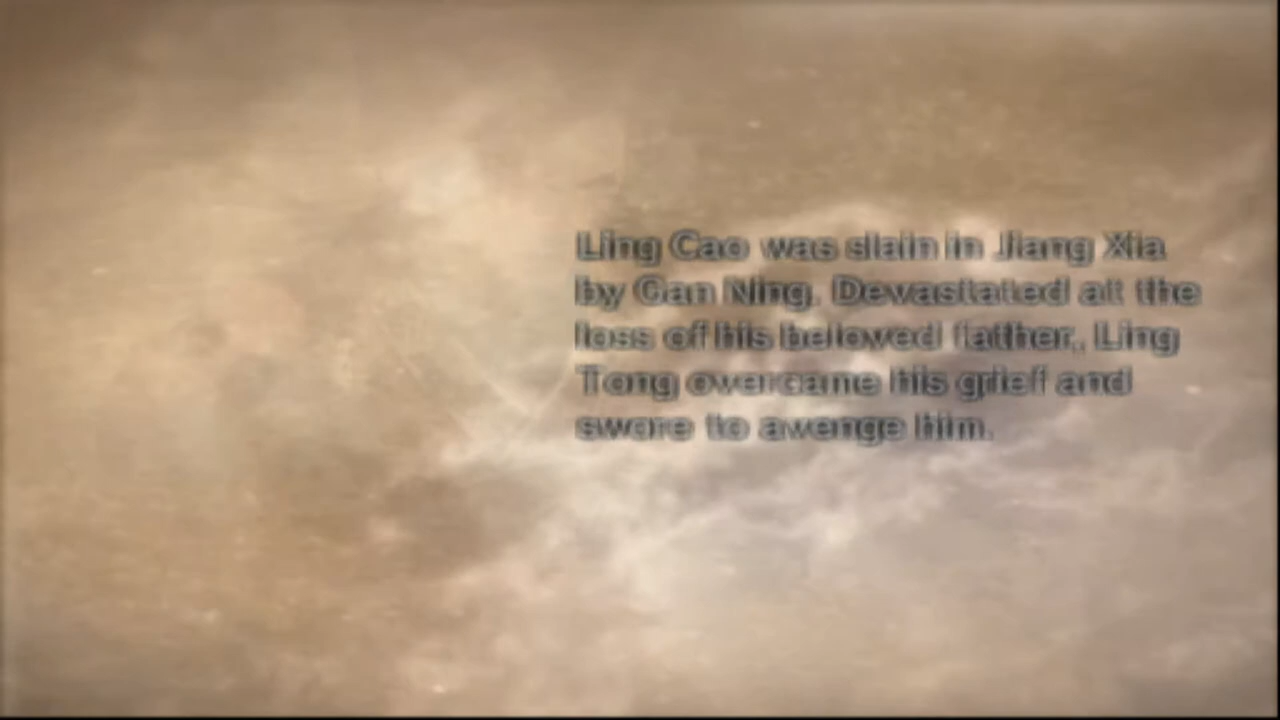 Ling Cao was slain in Jiang Xia
by Gan Ning. Devastated at the
loss of his beloved father, Ling
Tong overcame his grief and
swore to avenge him.